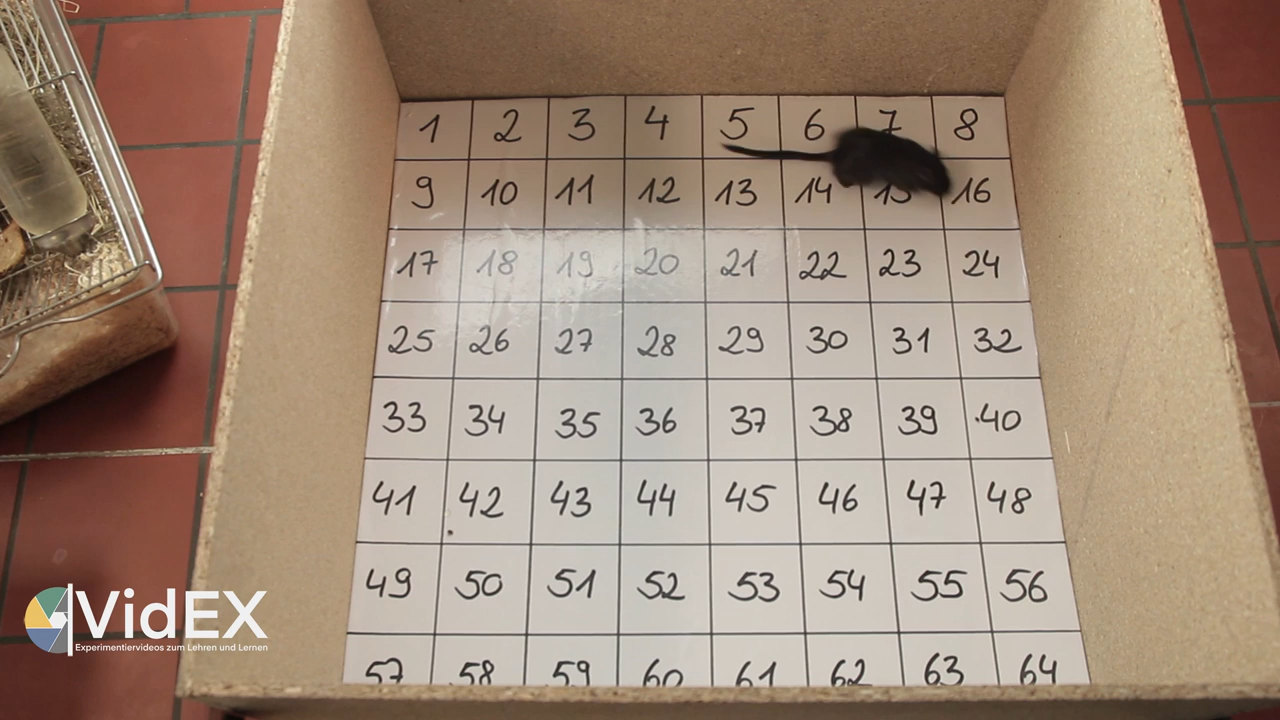 1 2 3 4 5 6 7 8
9 10 11 12 13 14 15 16
17 18 19 20 21 22 23 24
25 26 27 28 29 30 31 32
33 34 35 36 37 38 39 40
41 42 43 44 45 46 47 48
49 50 51 52 53 54 55 56
57 58 59 60 61 62 63 64
VidEX
Experimentiervideos zum Lehren und Lernen